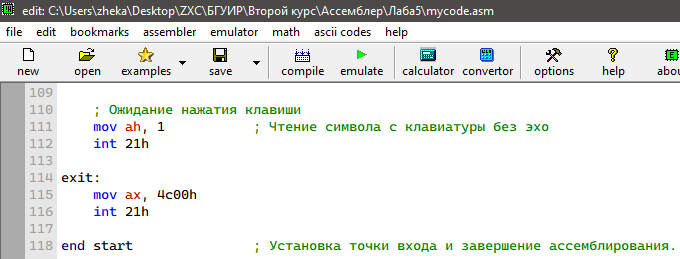 edit: C:\Users\zheka\Desktop\ZXC\БГУИР\Второй курс\Ассемблер\Лаба5\mycode.asm
file edit bookmarks assembler emulator math ascii codes help
new open examples save compile emulate calculator convertor options help abou
109
110 ; Ожидание нажатия клавиши
111 mov ah, 1 ; Чтение символа с клавиатуры без эхо
112 int 21h
113
114 exit:
115 mov ax, 4c00h
116 int 21h
117
118 end start ; Установка точки входа и завершение ассемблирования.